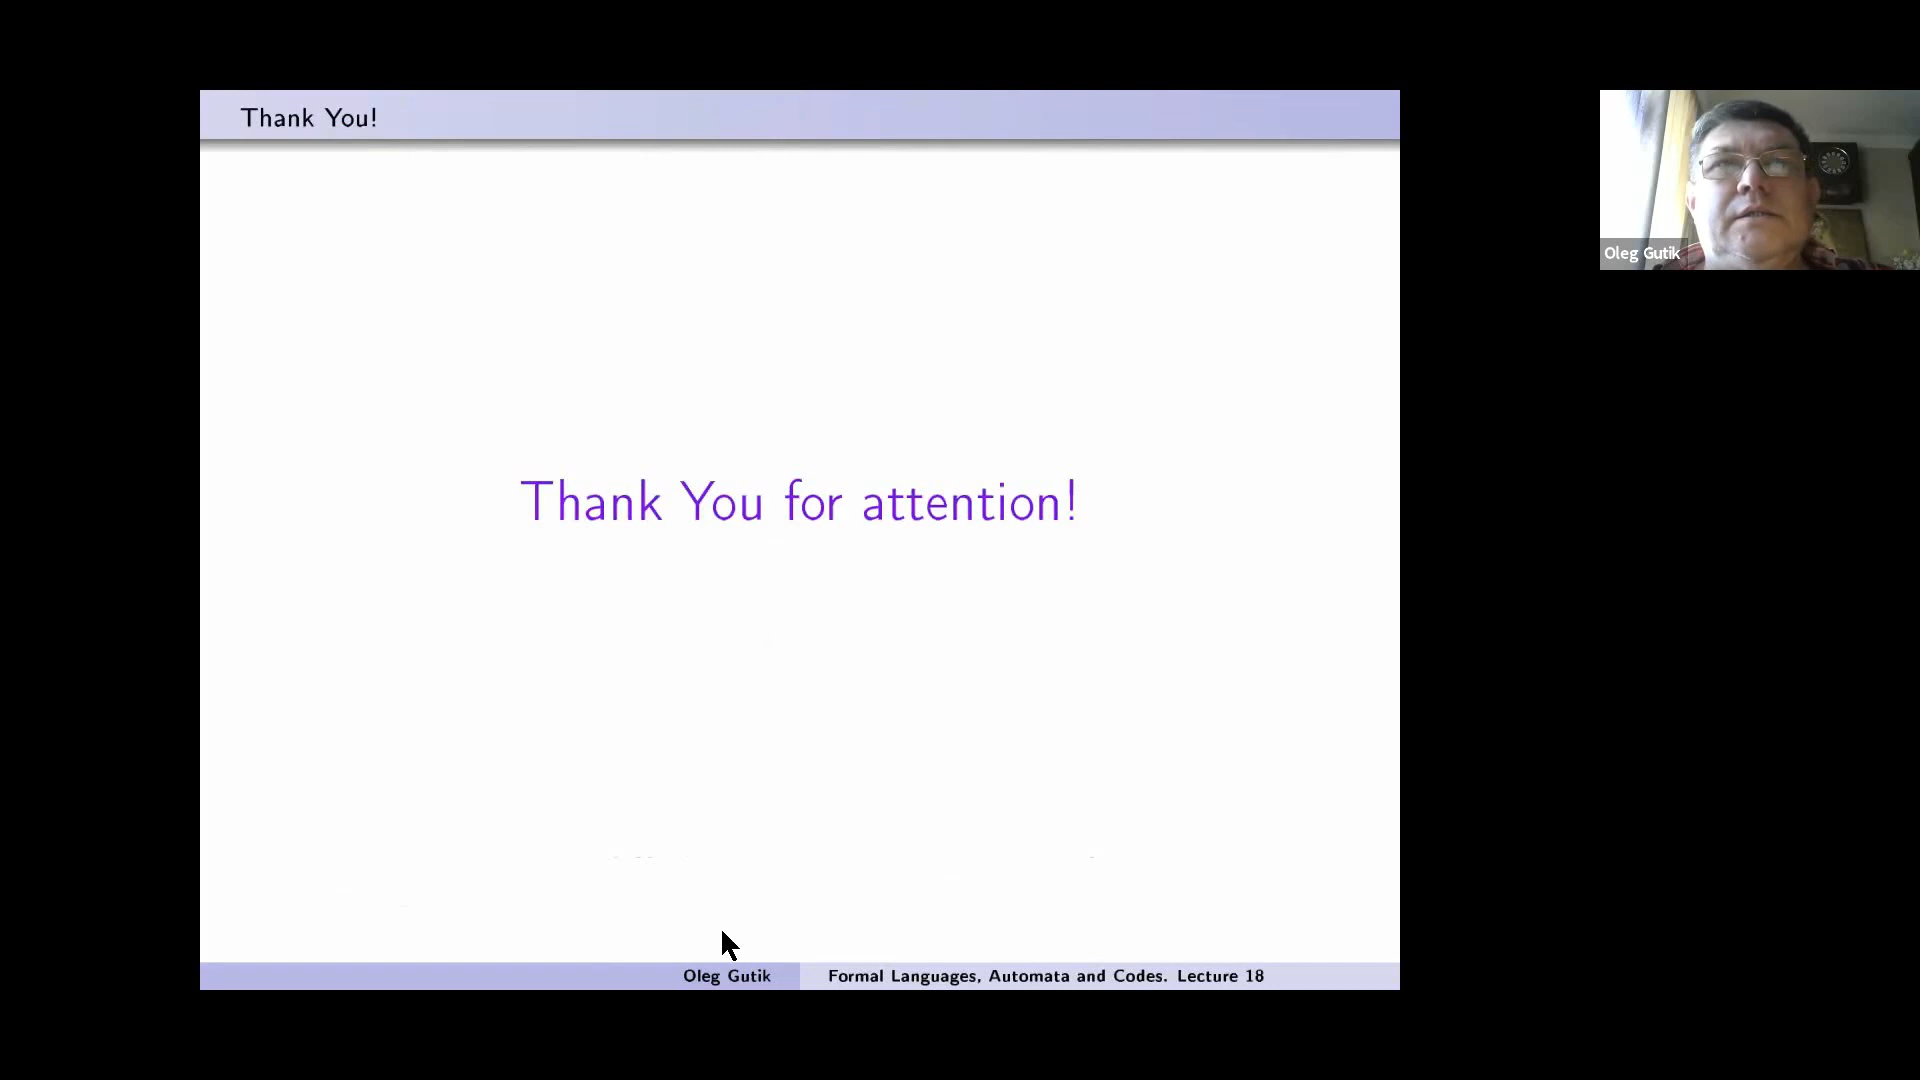 Thank You!
Thank You for attention!
Oleg Gutik
Oleg Gutik
Formal Languages, Automata and Codes. Lecture 18